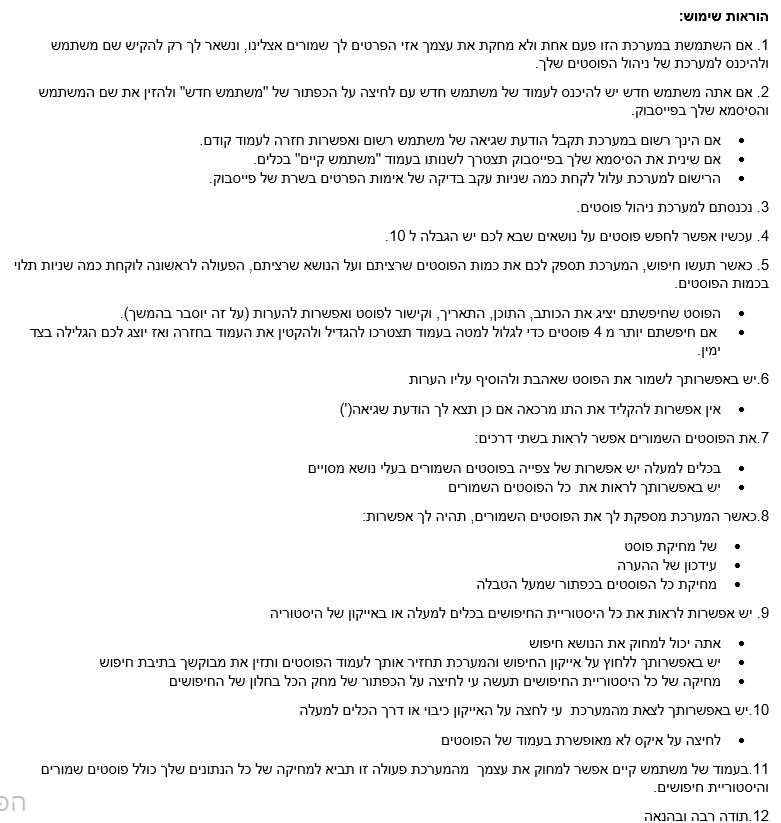 הוראות שימוש:
1. אם השתמשת במערכת הזו פעם אחת ולא מחקת את עצמך אזי הפרטים לך שמורים אצלינו, ונשאר לך רק להקיש שם משתמש
ולהיכנס למערכת של ניהול הפוסטים שלך.
2. אם אתה משתמש חדש יש להיכנס לעמוד של משתמש חדש עם לחיצה על הכפתור של "משתמש חדש" ולהזין את שם המשתמש
והסיסמא שלך בפייסבוק.
• אם הינך רשום במערכת תקבל הודעת שגיאה של משתמש רשום ואפשרות חזרה לעמוד קודם.
• אם שינית את הסיסמא שלך בפייסבוק תצטרך לשנותו בעמוד "משתמש קיים" בכלים.
• הרישום למערכת עלול לקחת כמה שניות עקב בדיקה של אימות הפרטים בשרת של פייסבוק.
3. נכנסתם למערכת ניהול פוסטים.
4. עכשיו אפשר לחפש פוסטים על נושאים שבא לכם יש הגבלה ל 10.
5. כאשר תעשו חיפוש, המערכת תספק לכם את כמות הפוסטים שרציתם ועל הנושא שרציתם, הפעולה לראשונה לוקחת כמה שניות תלוי
בכמות הפוסטים.
• הפוסט שחיפשתם יציג את הכותב, התוכן, התאריך, וקישור לפוסט ואפשרות להערות (על זה יוסבר בהמשך).
• אם חיפשתם יותר מ 4 פוסטים כדי לגלול למטה בעמוד תצטרכו להגדיל ולהקטין את העמוד בחזרה ואז יוצג לכם הגלילה בצד
ימין.
6.יש באפשרותך לשמור את הפוסט שאהבת ולהוסיף עליו הערות
• אין אפשרות להקליד את התו מרכאה אם כן תצא לך הודעת שגיאה(')
7.את הפוסטים השמורים אפשר לראות בשתי דרכים:
• בכלים למעלה יש אפשרות של צפייה בפוסטים השמורים בעלי נושא מסויים
• יש באפשרותך לראות את כל הפוסטים השמורים
8.כאשר המערכת מספקת לך את הפוסטים השמורים, תהיה לך אפשרות:
• של מחיקת פוסט
• עידכון של ההערה
• מחיקת כל הפוסטים בכפתור שמעל הטבלה
9. יש אפשרות לראות את כל היסטוריית החיפושים בכלים למעלה או באייקון של היסטוריה
• אתה יכול למחוק את הנושא חיפוש
• יש באפשרותך ללחוץ על אייקון החיפוש והמערכת תחזיר אותך לעמוד הפוסטים ותזין את מבוקשך בתיבת חיפוש
• מחיקה של כל היסטוריית החיפושים תעשה עי לחיצה על הכפתור של מחק הכל בחלון של החיפושים
10.יש באפשרותך לצאת מהמערכת עי לחצה על האייקון כיבוי או דרך הכלים למעלה
• לחיצה על איקס לא מאופשרת בעמוד של הפוסטים
11.בעמוד של משתמש קיים אפשר למחוק את עצמך מהמערכת פעולה זו תביא למחיקה של כל הנתונים שלך כולל פוסטים שמורים
והיסטוריית חיפושים.
12.תודה רבה ובהנאה